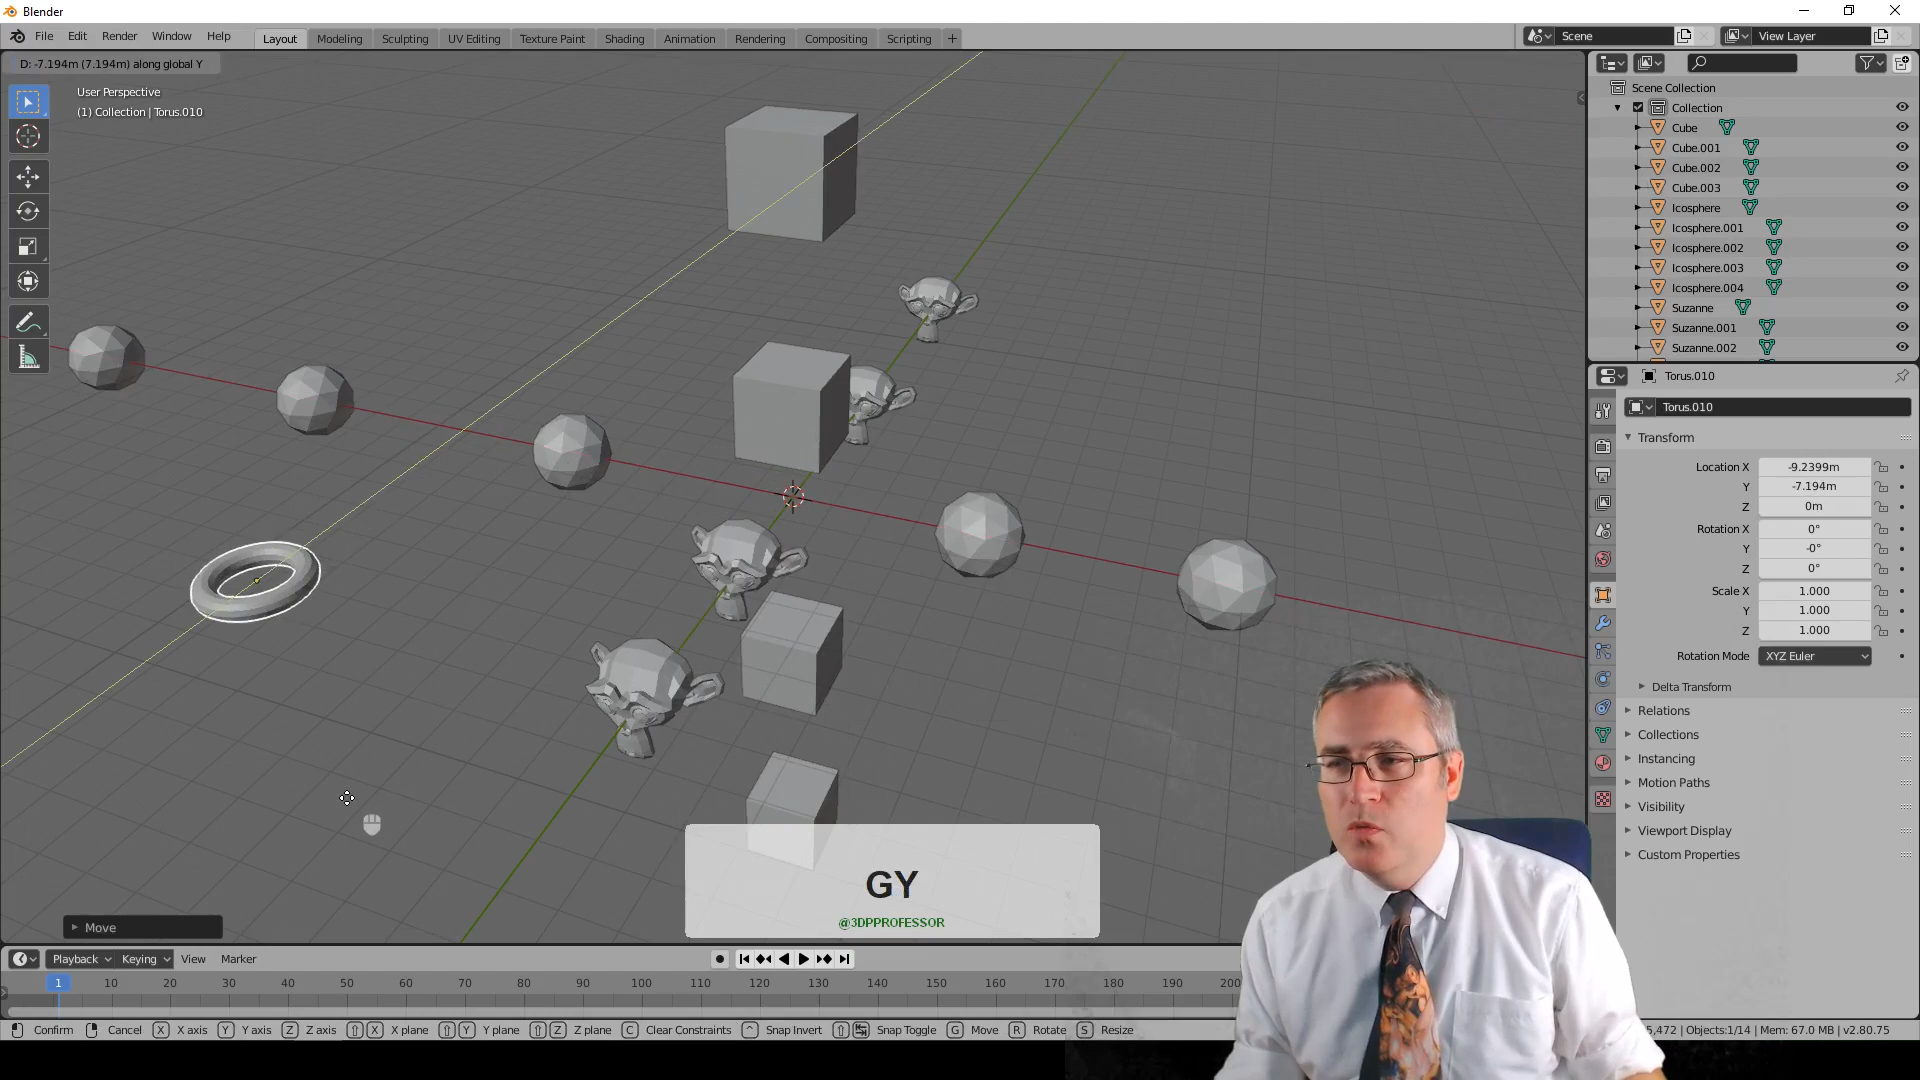 Blender
File Edit Render Window Help
Layout Modeling Sculpting UV Editing Texture Paint Shading Animation Rendering Compositing Scripting +
Scene
View Layer
D: -7.194m (7.194m) along global Y
User Perspective
(1) Collection | Torus.010
Scene Collection
Collection
Cube
Cube.001
Cube.002
Cube.003
Icosphere
Icosphere.001
Icosphere.002
Icosphere.003
Icosphere.004
Suzanne
Suzanne.001
Suzanne.002
Torus.010
Torus.010
Transform
Location X -9.2399m
Y -7.194m
Z 0m
Rotation X 0°
Y -0°
Z 0°
Scale X 1.000
Y 1.000
Z 1.000
Rotation Mode XYZ Euler
Delta Transform
Relations
Collections
Instancing
Motion Paths
Visibility
Viewport Display
Custom Properties
GY
@3DPPROFESSOR
Move
Playback Keying View Marker
1 10 20 30 40 50 60 70 80 90 100 110 120 130 140 150 160 170 180 190
Confirm Cancel X X axis Y Y axis Z Z axis X X plane Y Y plane Z Z plane C Clear Constraints ^ Snap Invert Snap Toggle G Move R Rotate S Resize
5,472 | Objects:1/14 | Mem: 67.0 MB | v2.80.75